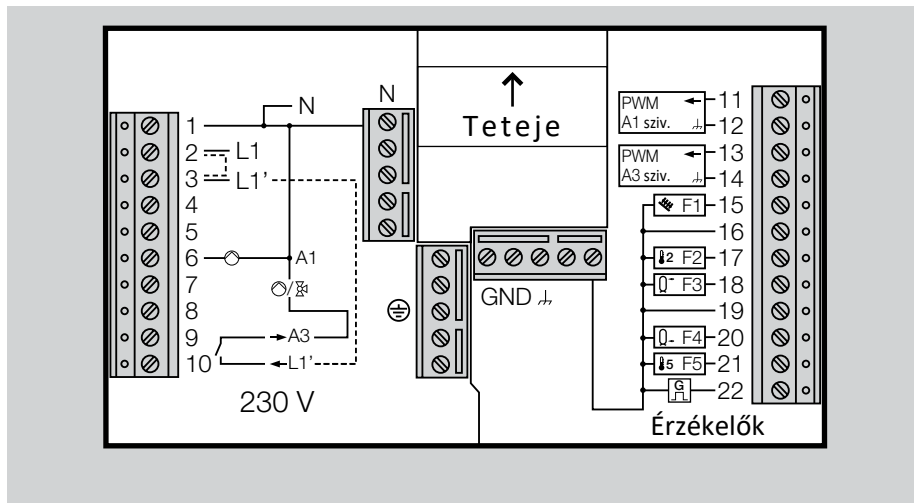 N
1
2 L1
3 L1'
4
5
6 A1
7
8
9 A3
10 L1'
230 V
N
Teteje
GND
PWM 11
A1 sziv. 12
PWM 13
A3 sziv. 14
F1 15
16
2 F2 17
F3 18
19
F4 20
5 F5 21
G 22
Érzékelők